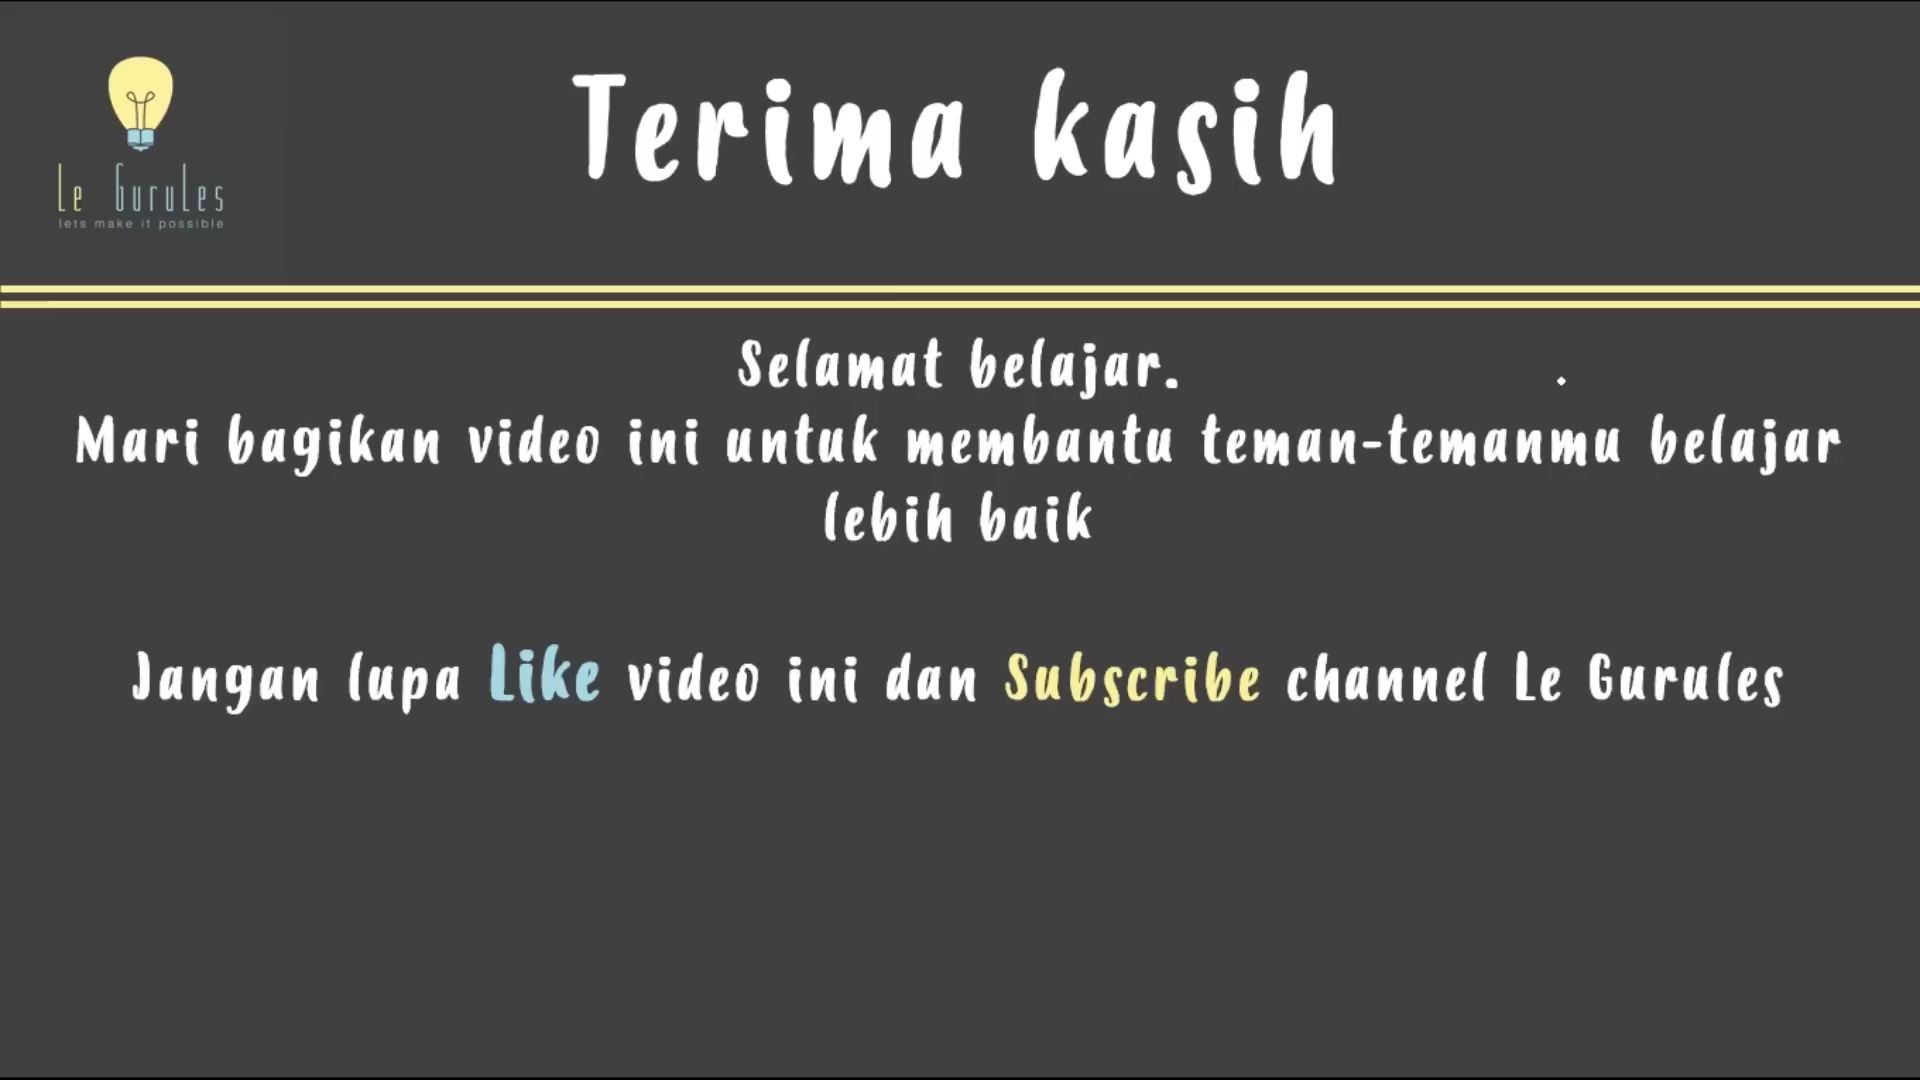 Le Gurules
lets make it possible
Terima kasih
Selamat belajar.
Mari bagikan video ini untuk membantu teman-temanmu belajar
lebih baik
Jangan lupa Like video ini dan Subscribe channel Le Gurules